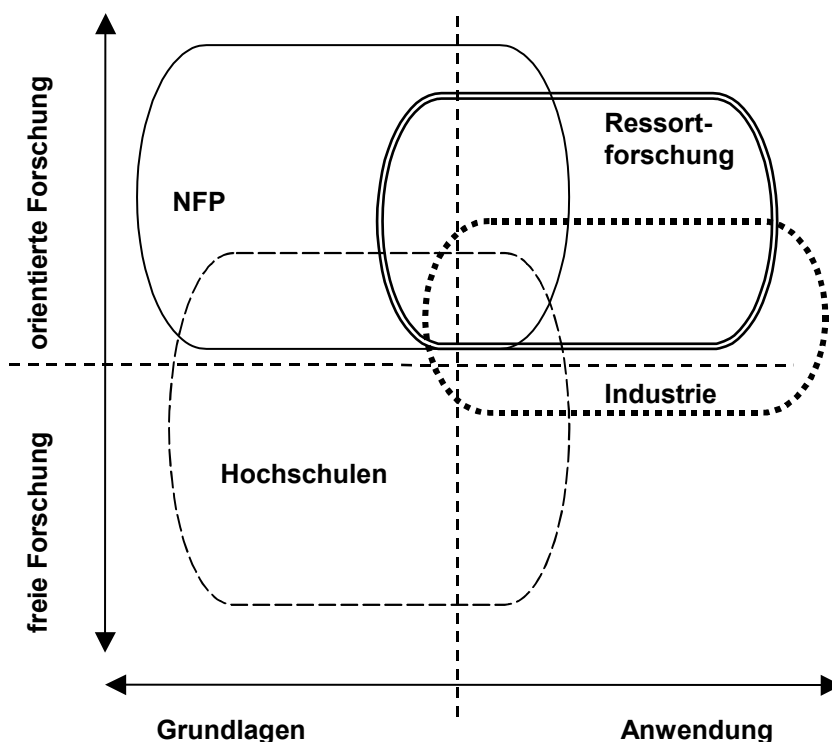 orientierte Forschung
freie Forschung
Ressort-
forschung
NFP
Industrie
Hochschulen
Grundlagen
Anwendung